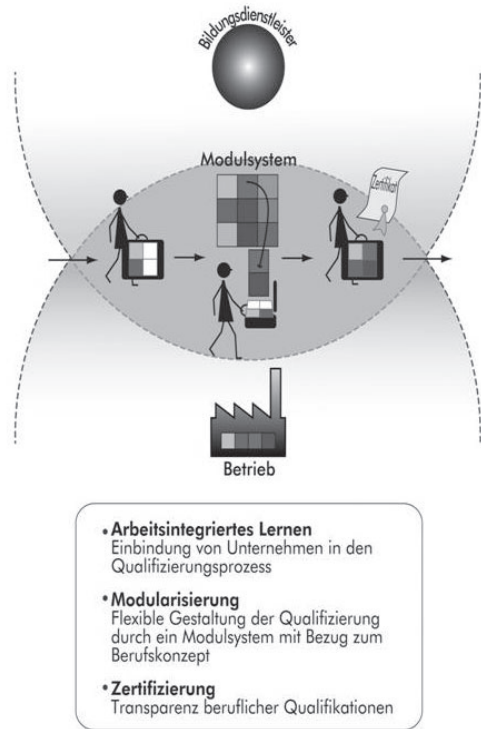 Bildungsdienstleister
Modulsystem
Zertifikat
Betrieb
• Arbeitsintegriertes Lernen
Einbindung von Unternehmen in den
Qualifizierungsprozess
• Modularisierung
Flexible Gestaltung der Qualifizierung
durch ein Modulsystem mit Bezug zum
Berufskonzept
• Zertifizierung
Transparenz beruflicher Qualifikationen